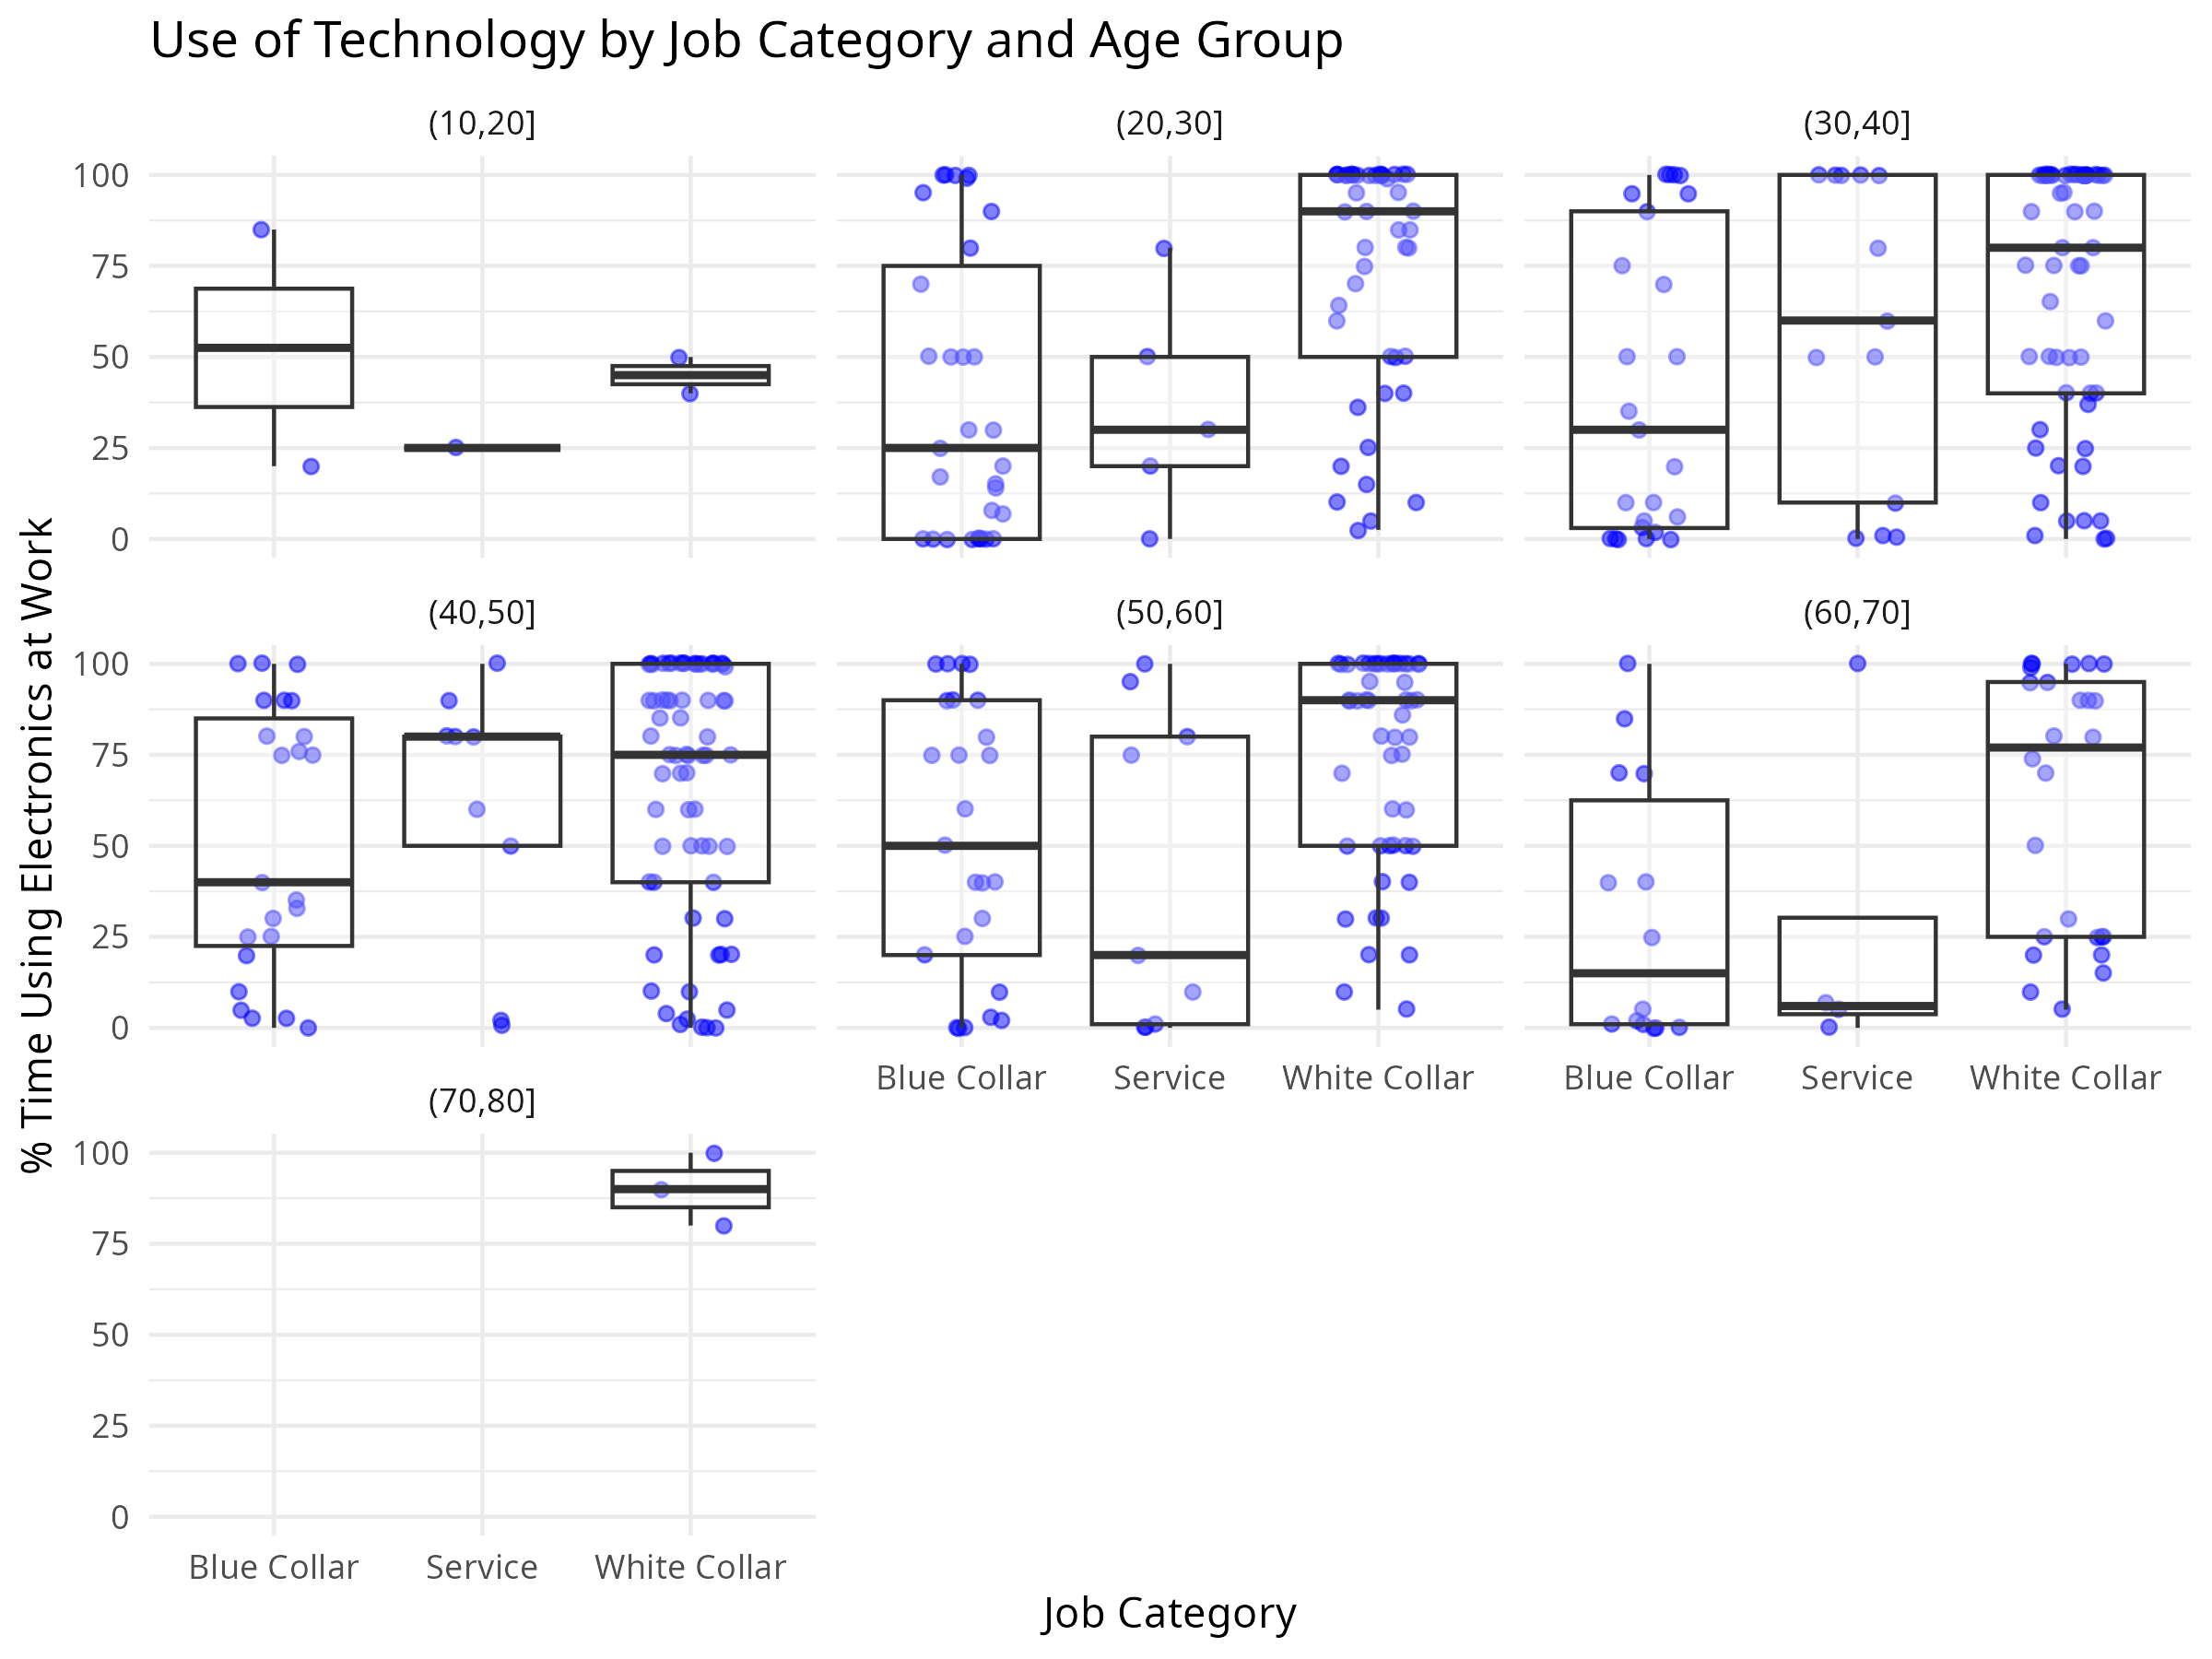 Use of Technology by Job Category and Age Group
(10,20]
(20,30]
(30,40]
100
75
50
25
0
(40,50]
(50,60]
(60,70]
100
75
50
25
0
Blue Collar
Service
White Collar
Blue Collar
Service
White Collar
(70,80]
100
75
50
25
0
Blue Collar
Service
White Collar
% Time Using Electronics at Work
Job Category